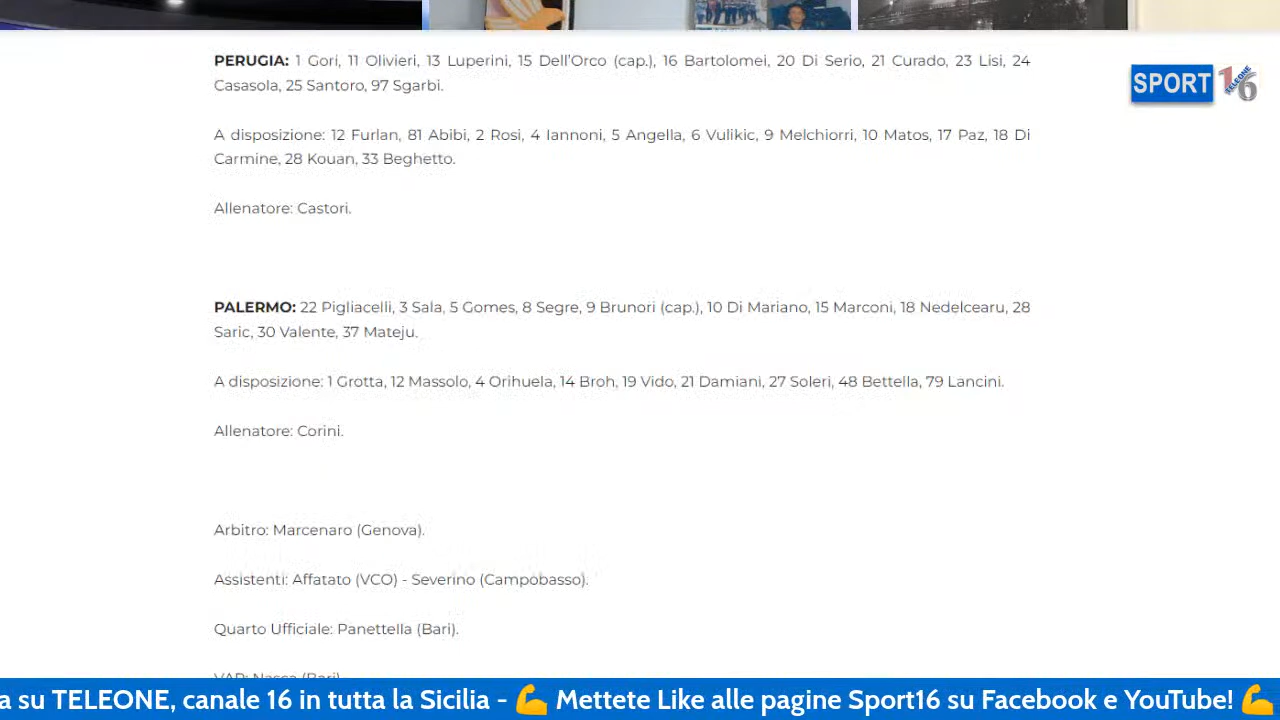 PERUGIA: 1 Gori, 11 Olivieri, 13 Luperini, 15 Dell’Orco (cap.), 16 Bartolomei, 20 Di Serio, 21 Curado, 23 Lisi, 24
Casasola, 25 Santoro, 97 Sgarbi.
SPORT 16
TELEONE
A disposizione: 12 Furlan, 81 Abibi, 2 Rosi, 4 Iannoni, 5 Angella, 6 Vulikic, 9 Melchiorri, 10 Matos, 17 Paz, 18 Di
Carmine, 28 Kouan, 33 Beghetto.
Allenatore: Castori.
PALERMO: 22 Pigliacelli, 3 Sala, 5 Gomes, 8 Segre, 9 Brunori (cap.), 10 Di Mariano, 15 Marconi, 18 Nedelcearu, 28
Saric, 30 Valente, 37 Mateju.
A disposizione: 1 Grotta, 12 Massolo, 4 Orihuela, 14 Broh, 19 Vido, 21 Damiani, 27 Soleri, 48 Bettella, 79 Lancini.
Allenatore: Corini.
Arbitro: Marcenaro (Genova).
Assistenti: Affatato (VCO) - Severino (Campobasso).
Quarto Ufficiale: Panettella (Bari).
VAR: Nasca (Bari)
a su TELEONE, canale 16 in tutta la Sicilia - 💪 Mettete Like alle pagine Sport16 su Facebook e YouTube! 💪